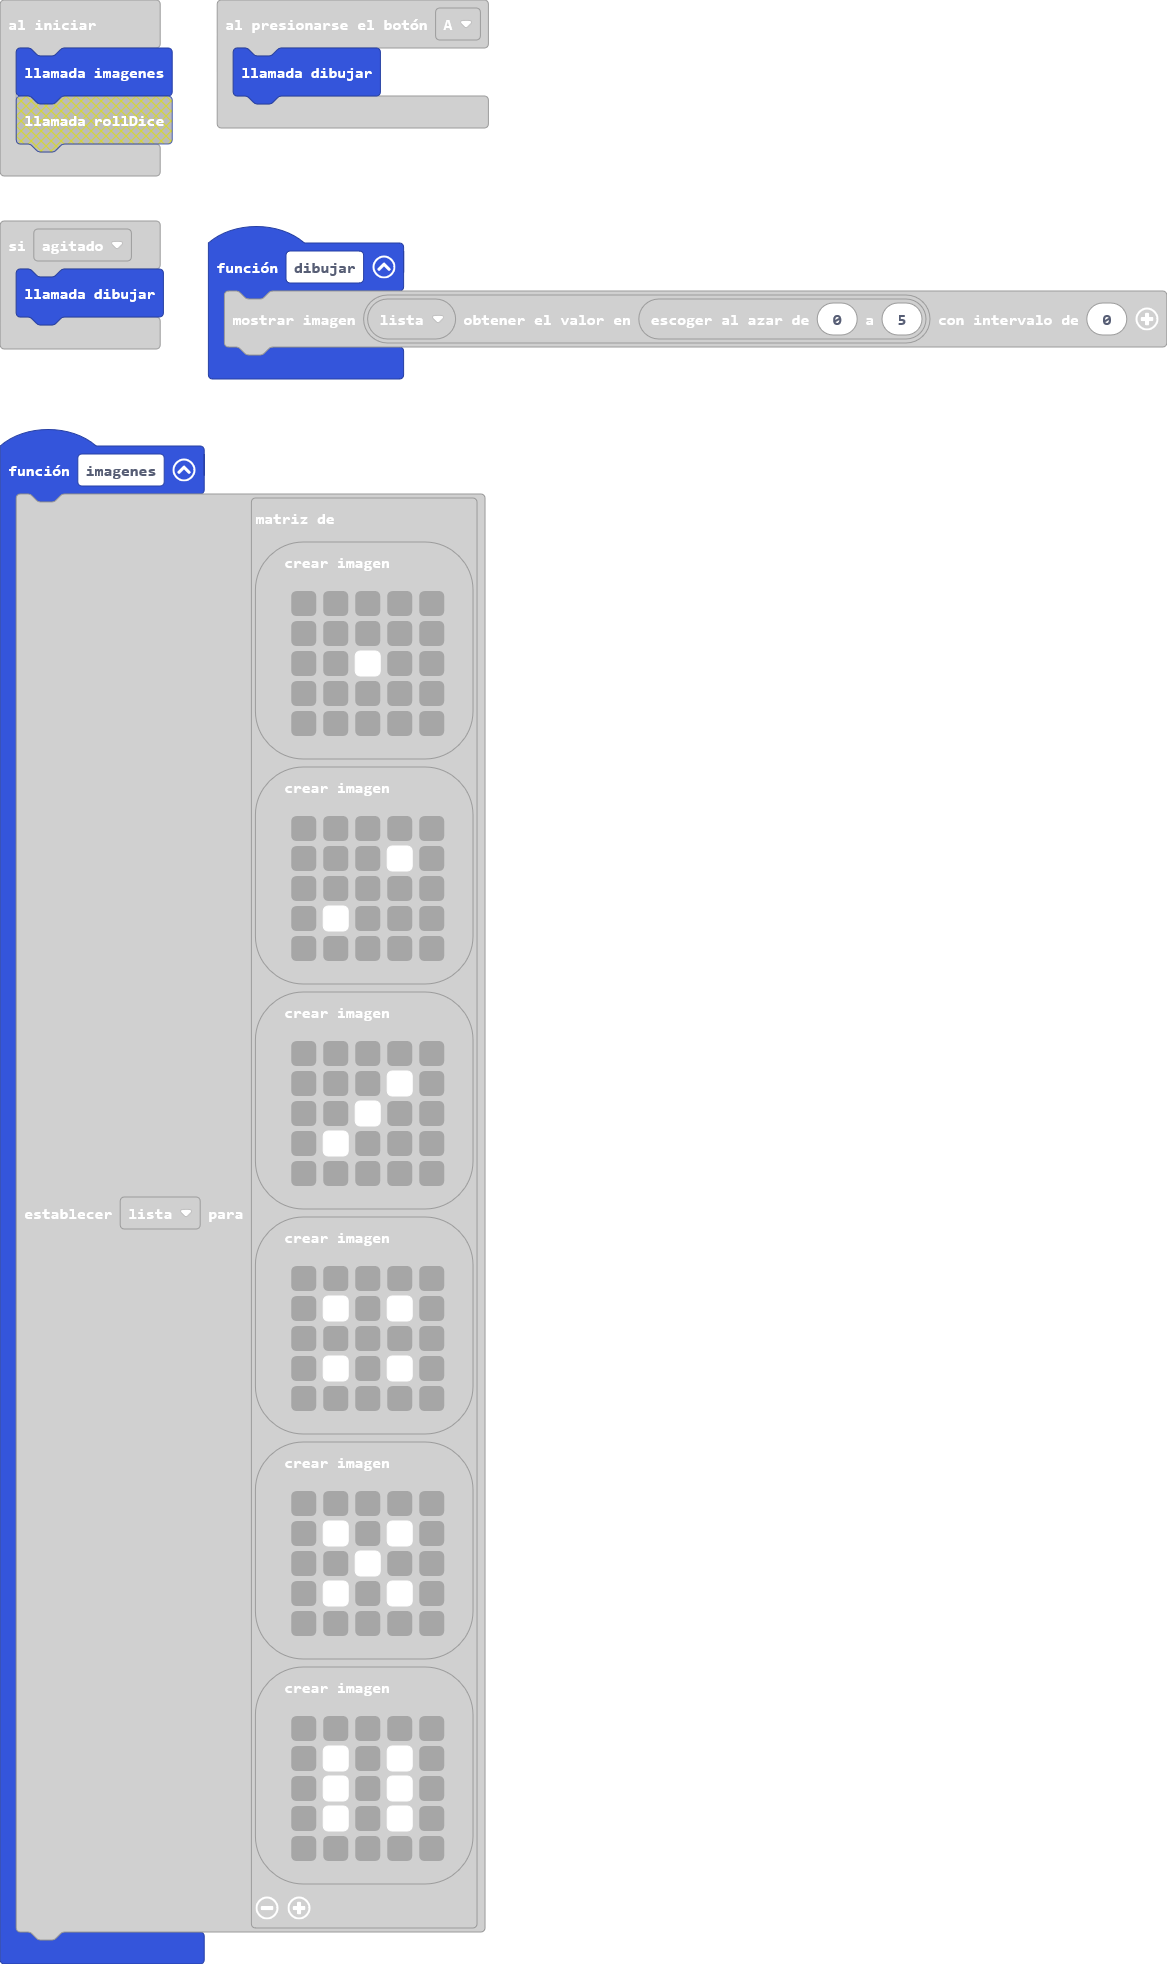 al iniciar
llamada imagenes
llamada rollDice
al presionarse el botón A
llamada dibujar
si agitado
llamada dibujar
función dibujar
mostrar imagen lista obtener el valor en escoger al azar de 0 a 5 con intervalo de 0
función imagenes
establecer lista para
matriz de
crear imagen
crear imagen
crear imagen
crear imagen
crear imagen
crear imagen